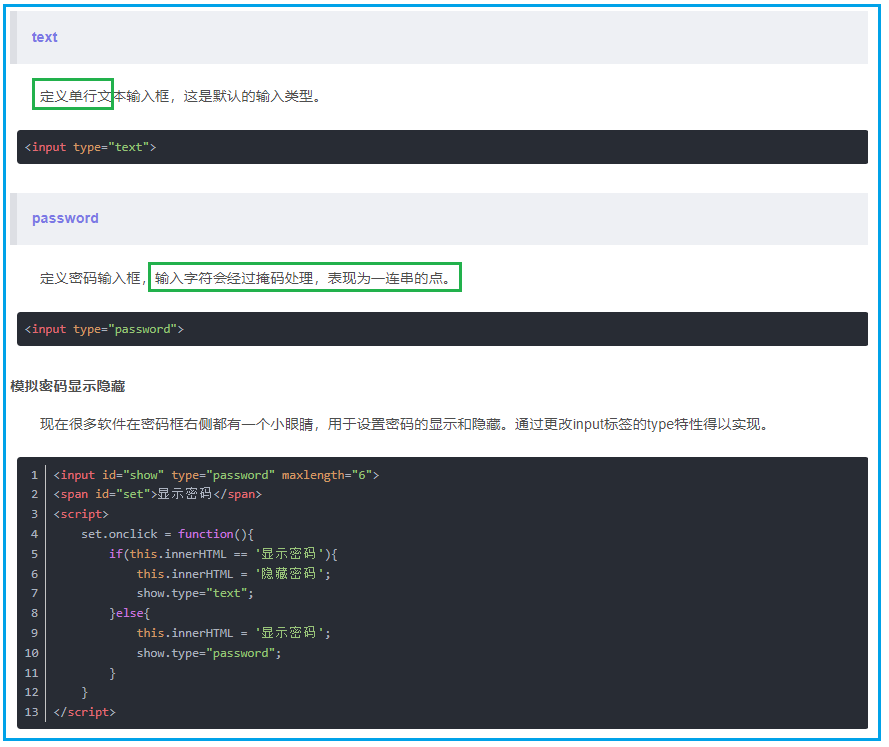 text
定义单行文本输入框，这是默认的输入类型。
<input type="text">
password
定义密码输入框，输入字符会经过掩码处理，表现为一连串的点。
<input type="password">
模拟密码显示隐藏
现在很多软件在密码框右侧都有一个小眼睛，用于设置密码的显示和隐藏。通过更改input标签的type特性得以实现。
1 <input id="show" type="password" maxlength="6">
2 <span id="set">显示密码</span>
3 <script>
4     set.onclick = function(){
5         if(this.innerHTML == '显示密码'){
6             this.innerHTML = '隐藏密码';
7             show.type="text";
8         }else{
9             this.innerHTML = '显示密码';
10             show.type="password";
11         }
12     }
13 </script>